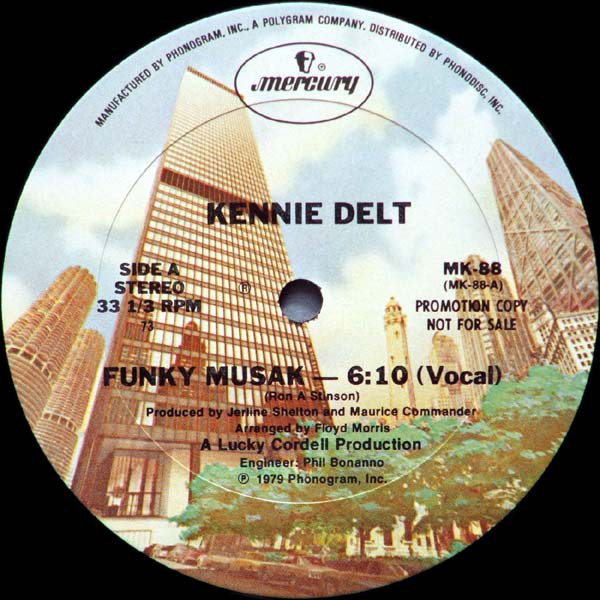 MANUFACTURED BY PHONOGRAM, INC., A POLYGRAM COMPANY. DISTRIBUTED BY PHONODISC, INC.
®
mercury
KENNIE DELT
SIDE A
STEREO
33 1/3 RPM
73
℗
MK-88
(MK-88-A)
PROMOTION COPY
NOT FOR SALE
FUNKY MUSAK — 6:10 (Vocal)
(Ron A Stinson)
Produced by Jerline Shelton and Maurice Commander
Arranged by Floyd Morris
A Lucky Cordell Production
Engineer: Phil Bonanno
℗ 1979 Phonogram, Inc.